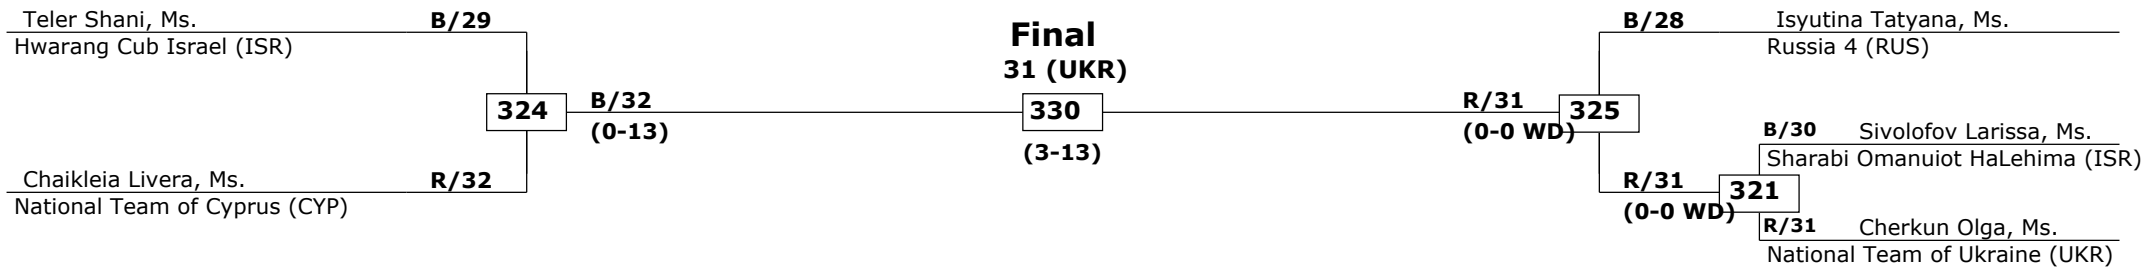 Teler Shani, Ms.
B/29
Hwarang Cub Israel (ISR)
324
B/32
(0-13)
Chaikleia Livera, Ms.
R/32
National Team of Cyprus (CYP)
Final
31 (UKR)
330
(3-13)
B/28
Isyutina Tatyana, Ms.
Russia 4 (RUS)
R/31
325
(0-0 WD)
B/30
Sivolofov Larissa, Ms.
Sharabi Omanuiot HaLehima (ISR)
R/31
321
(0-0 WD)
R/31
Cherkun Olga, Ms.
National Team of Ukraine (UKR)